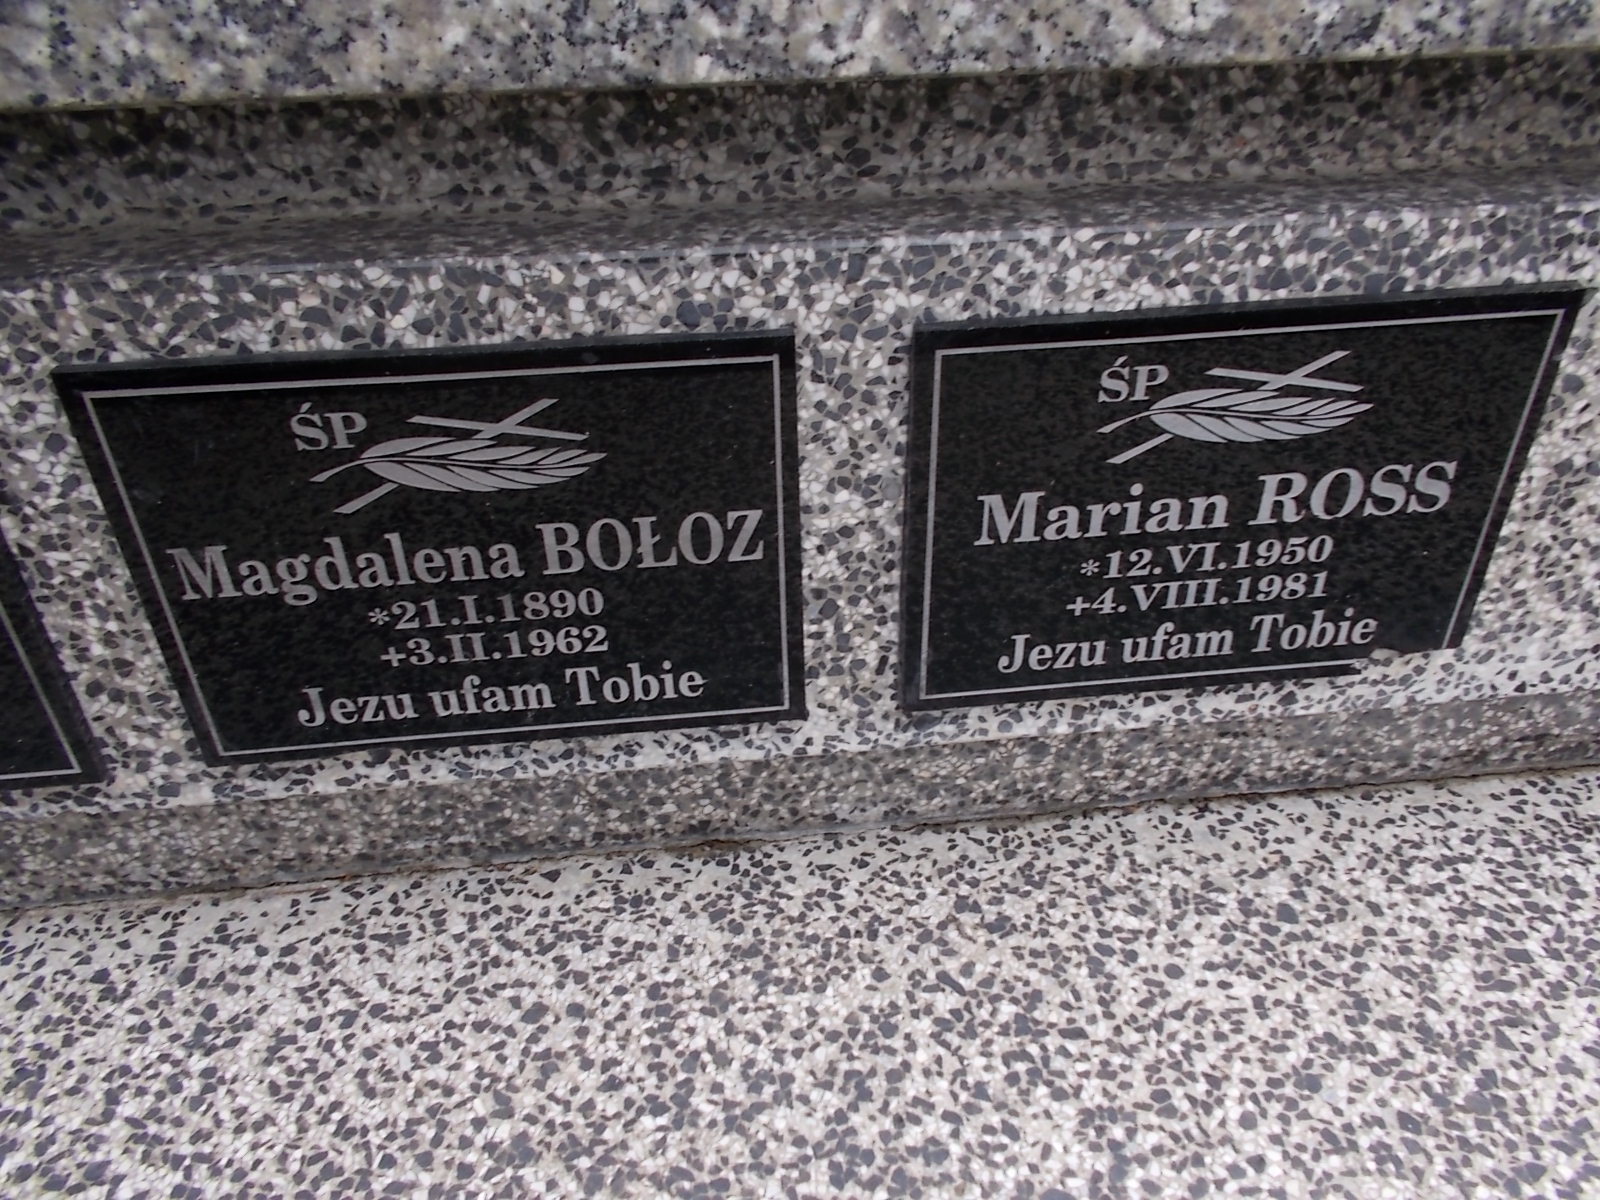 ŚP
Magdalena BOŁOZ
*21.I.1890
+3.II.1962
Jezu ufam Tobie
ŚP
Marian ROSS
*12.VI.1950
+4.VIII.1981
Jezu ufam Tobie